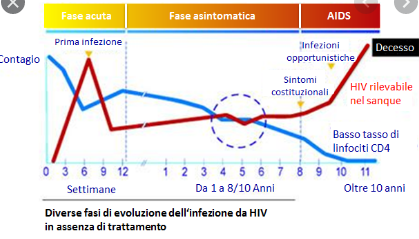 Fase acuta
Fase asintomatica
AIDS
Prima infezione
Infezioni
opportunistiche
Decesso
Contagio
Sintomi
costituzionali
HIV rilevabile
nel sanque
Basso tasso di
linfociti CD4
0 3 6 9 12 1 2 3 4 5 6 7 8 9 10 11
Settimane
Da 1 a 8/10 Anni
Oltre 10 anni
Diverse fasi di evoluzione dell'infezione da HIV
in assenza di trattamento